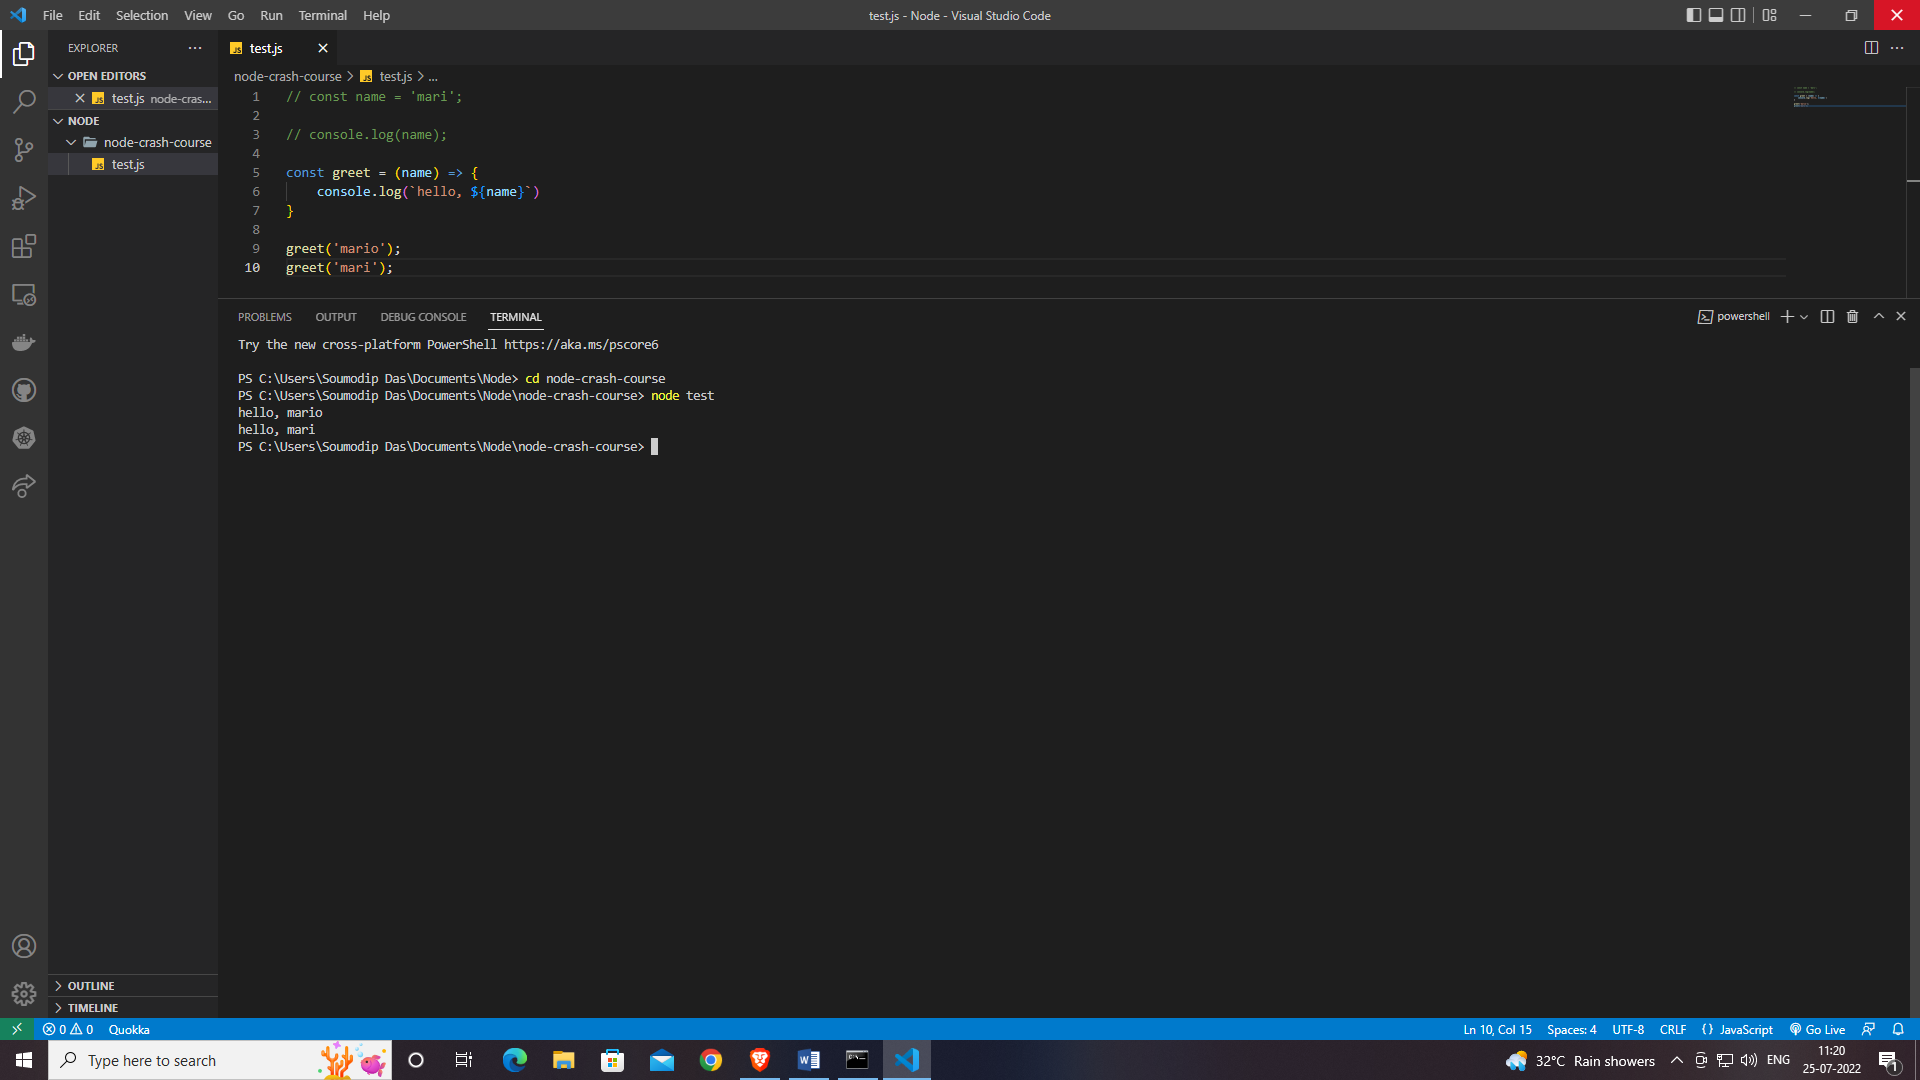 File Edit Selection View Go Run Terminal Help
test.js - Node - Visual Studio Code
EXPLORER
OPEN EDITORS
test.js node-cras...
NODE
node-crash-course
test.js
OUTLINE
TIMELINE
test.js
node-crash-course > test.js > ...
1 // const name = 'mari';
2
3 // console.log(name);
4
5 const greet = (name) => {
6 console.log(`hello, ${name}`)
7 }
8
9 greet('mario');
10 greet('mari');
PROBLEMS OUTPUT DEBUG CONSOLE TERMINAL
powershell
Try the new cross-platform PowerShell https://aka.ms/pscore6
PS C:\Users\Soumodip Das\Documents\Node> cd node-crash-course
PS C:\Users\Soumodip Das\Documents\Node\node-crash-course> node test
hello, mario
hello, mari
PS C:\Users\Soumodip Das\Documents\Node\node-crash-course>
0 0 Quokka
Ln 10, Col 15 Spaces: 4 UTF-8 CRLF {} JavaScript Go Live
Type here to search
32°C Rain showers
ENG
11:20
25-07-2022
1